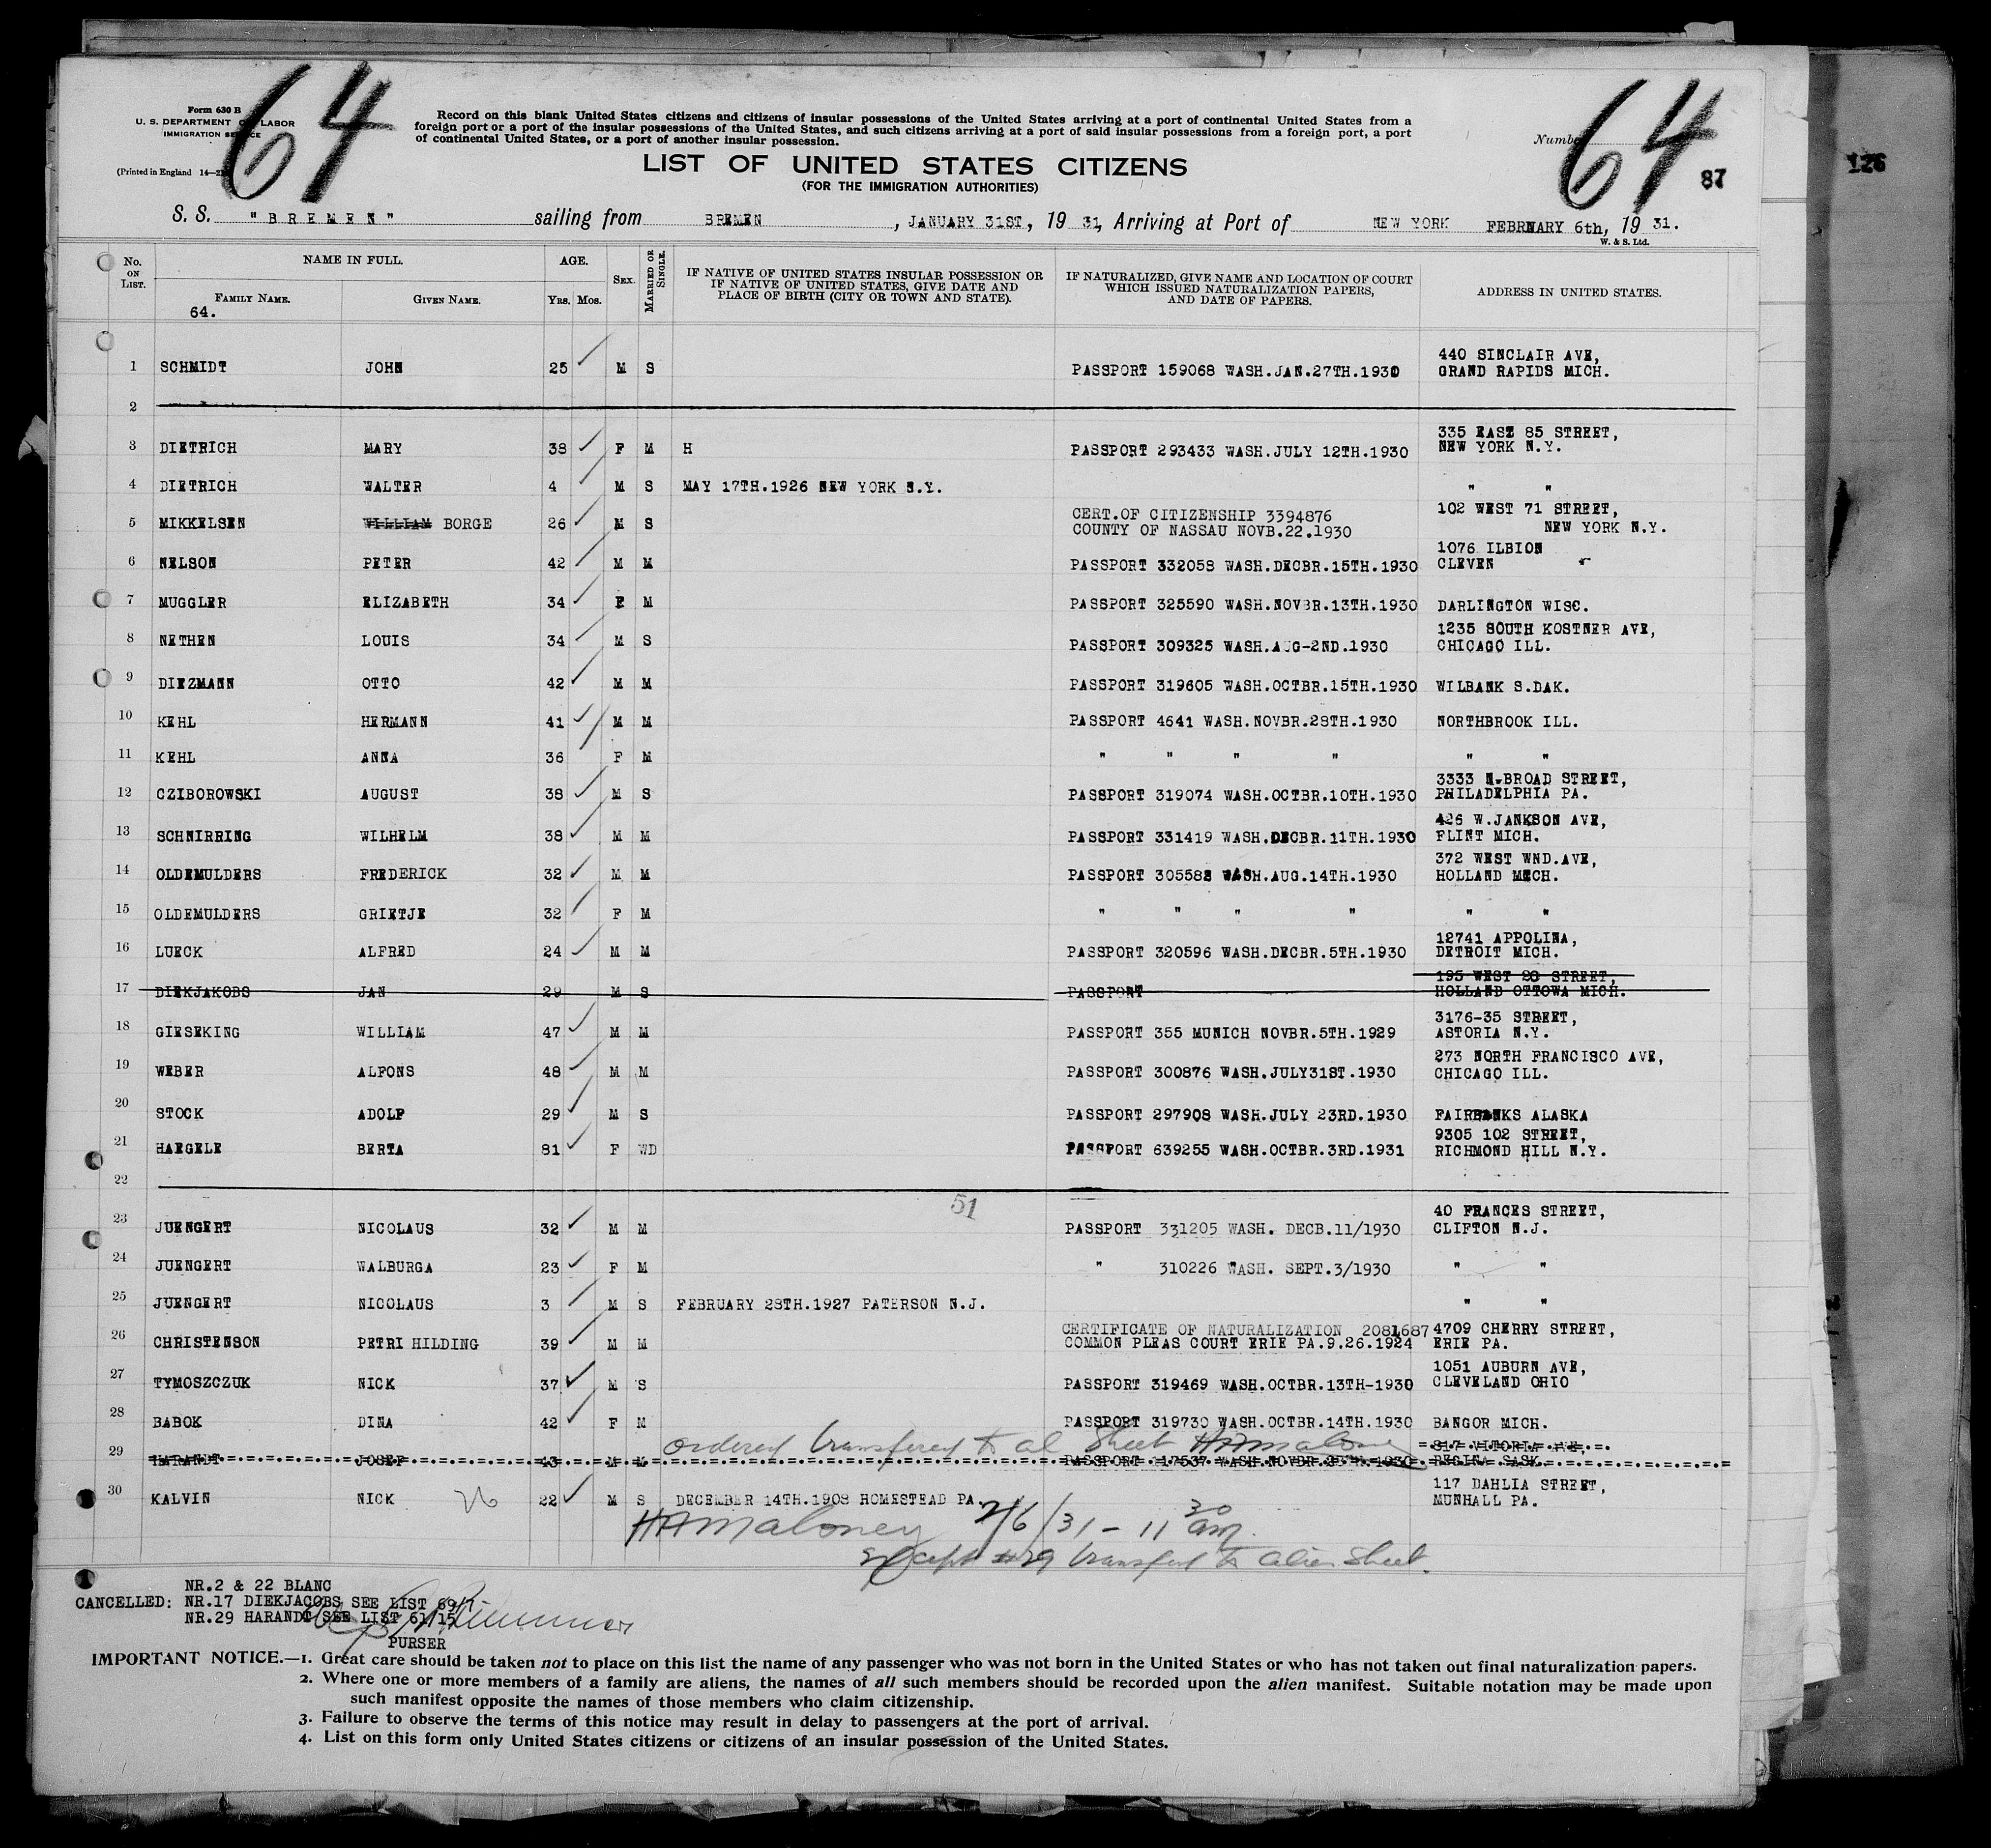 64 64
Form 630 B
U. S. DEPARTMENT OF LABOR
IMMIGRATION SERVICE
(Printed in England 14—2
Record on this blank United States citizens and citizens of insular possessions of the United States arriving at a port of continental United States from a
foreign port or a port of the insular possessions of the United States, and such citizens arriving at a port of said insular possessions from a foreign port, a port
of continental United States, or a port of another insular possession.
Number
87
126
LIST OF UNITED STATES CITIZENS
(FOR THE IMMIGRATION AUTHORITIES)
S. S. "BREMEN" sailing from BREMEN, JANUARY 31ST, 1931, Arriving at Port of NEW YORK FEBRUARY 6th, 1931.
W. & S. Ltd.
No. ON LIST. NAME IN FULL. AGE. SEX. MARRIED OR SINGLE. IF NATIVE OF UNITED STATES INSULAR POSSESSION OR IF NATIVE OF UNITED STATES, GIVE DATE AND PLACE OF BIRTH (CITY OR TOWN AND STATE). IF NATURALIZED, GIVE NAME AND LOCATION OF COURT WHICH ISSUED NATURALIZATION PAPERS, AND DATE OF PAPERS. ADDRESS IN UNITED STATES.
FAMILY NAME. GIVEN NAME. YRS. MOS.
64.
440 SINCLAIR AVE,
1 SCHMIDT JOHN 25 M S PASSPORT 159068 WASH.JAN.27TH.1930 GRAND RAPIDS MICH.
2
335 EAST 85 STREET,
3 DIETRICH MARY 38 F M H PASSPORT 293433 WASH.JULY 12TH.1930 NEW YORK N.Y.
4 DIETRICH WALTER 4 M S MAY 17TH.1926 NEW YORK N.Y. " "
CERT.OF CITIZENSHIP 3394876 102 WEST 71 STREET,
5 MIKKELSEN WILLIAM BORGE 26 M S COUNTY OF NASSAU NOVB.22.1930 NEW YORK N.Y.
1076 ILBION
6 NELSON PETER 42 M M PASSPORT 332058 WASH.DECBR.15TH.1930 CLEVEN
7 MUGGLER ELIZABETH 34 F M PASSPORT 325590 WASH.NOVBR.13TH.1930 DARLINGTON WISC.
1235 SOUTH KOSTNER AVE,
8 NETHEN LOUIS 34 M S PASSPORT 309325 WASH.AUG-2ND.1930 CHICAGO ILL.
9 DIEZMANN OTTO 42 M M PASSPORT 319605 WASH.OCTBR.15TH.1930 WILBANK S.DAK.
10 KEHL HERMANN 41 M M PASSPORT 4641 WASH.NOVBR.28TH.1930 NORTHBROOK ILL.
11 KEHL ANNA 36 F M " " " " " "
3333 N.BROAD STREET,
12 CZIBOROWSKI AUGUST 38 M S PASSPORT 319074 WASH.OCTBR.10TH.1930 PHILADELPHIA PA.
426 W.JANKSON AVE,
13 SCHNIRRING WILHELM 38 M M PASSPORT 331419 WASH.DECBR.11TH.1930 FLINT MICH.
372 WEST WND.AVE,
14 OLDEMULDERS FREDERICK 32 M M PASSPORT 305588 WASH.AUG.14TH.1930 HOLLAND MICH.
15 OLDEMULDERS GRIETJE 32 F M " " " " " "
12741 APPOLINA,
16 LUECK ALFRED 24 M M PASSPORT 320596 WASH.DECBR.5TH.1930 DETROIT MICH.
195 WEST 20 STREET,
17 DIEKJAKOBS JAN 29 M S PASSPORT HOLLAND OTTOWA MICH.
3176-35 STREET,
18 GIESEKING WILLIAM 47 M M PASSPORT 355 MUNICH NOVBR.5TH.1929 ASTORIA N.Y.
273 NORTH FRANCISCO AVE,
19 WEBER ALFONS 48 M M PASSPORT 300876 WASH.JULY31ST.1930 CHICAGO ILL.
20 STOCK ADOLF 29 M S PASSPORT 297908 WASH.JULY 23RD.1930 FAIRBANKS ALASKA
9305 102 STREET,
21 HAEGELE BERTA 81 F WD PASSPORT 639255 WASH.OCTBR.3RD.1931 RICHMOND HILL N.Y.
22
51
40 FRANCES STREET,
23 JUENGERT NICOLAUS 32 M M PASSPORT 331205 WASH. DECB.11/1930 CLIFTON N.J.
24 JUENGERT WALBURGA 23 F M " 310226 WASH. SEPT.3/1930 " "
25 JUENGERT NICOLAUS 3 M S FEBRUARY 28TH.1927 PATERSON N.J. " "
CERTIFICATE OF NATURALIZATION 2081687 4709 CHERRY STREET,
26 CHRISTENSON PETRI HILDING 39 M M COMMON PLEAS COURT ERIE PA.9.26.1924 ERIE PA.
1051 AUBURN AVE,
27 TYMOSZCZUK NICK 37 M S PASSPORT 319469 WASH.OCTBR.13TH-1930 CLEVELAND OHIO
28 BABOK DINA 42 F M PASSPORT 319730 WASH.OCTBR.14TH.1930 BANGOR MICH.
Ordered transfered to al Sheet HAMaloney 817 VITORIA AVE,
29 HARANDT JOSEF 43 M M PASSPORT 117537 WASH.NOVBR. 1930 REGINA SASK.
117 DAHLIA STREET,
30 KALVIN NICK 26 22 M S DECEMBER 14TH.1908 HOMESTEAD PA. MUNHALL PA.
HAMaloney 2/6/31 - 11 30 am.
Except #29 transferd to alien Sheet.
NR.2 & 22 BLANC
CANCELLED: NR.17 DIEKJACOBS SEE LIST 69/
NR.29 HARANDT SEE LIST 61/15
PURSER
IMPORTANT NOTICE.—1. Great care should be taken not to place on this list the name of any passenger who was not born in the United States or who has not taken out final naturalization papers.
2. Where one or more members of a family are aliens, the names of all such members should be recorded upon the alien manifest. Suitable notation may be made upon
such manifest opposite the names of those members who claim citizenship.
3. Failure to observe the terms of this notice may result in delay to passengers at the port of arrival.
4. List on this form only United States citizens or citizens of an insular possession of the United States.